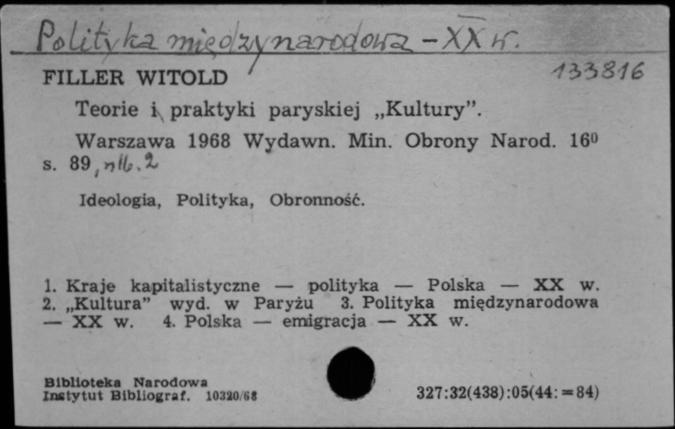 Polityka międzynarodowa – XX w.
FILLER WITOLD 133816
Teorie i praktyki paryskiej „Kultury”.
Warszawa 1968 Wydawn. Min. Obrony Narod. 16⁰
s. 89, nlb. 2
Ideologia, Polityka, Obronność.
1. Kraje kapitalistyczne — polityka — Polska — XX w.
2. „Kultura” wyd. w Paryżu 3. Polityka międzynarodowa
— XX w. 4. Polska — emigracja — XX w.
Biblioteka Narodowa
Instytut Bibliograf. 10320/68 327:32(438):05(44:=84)